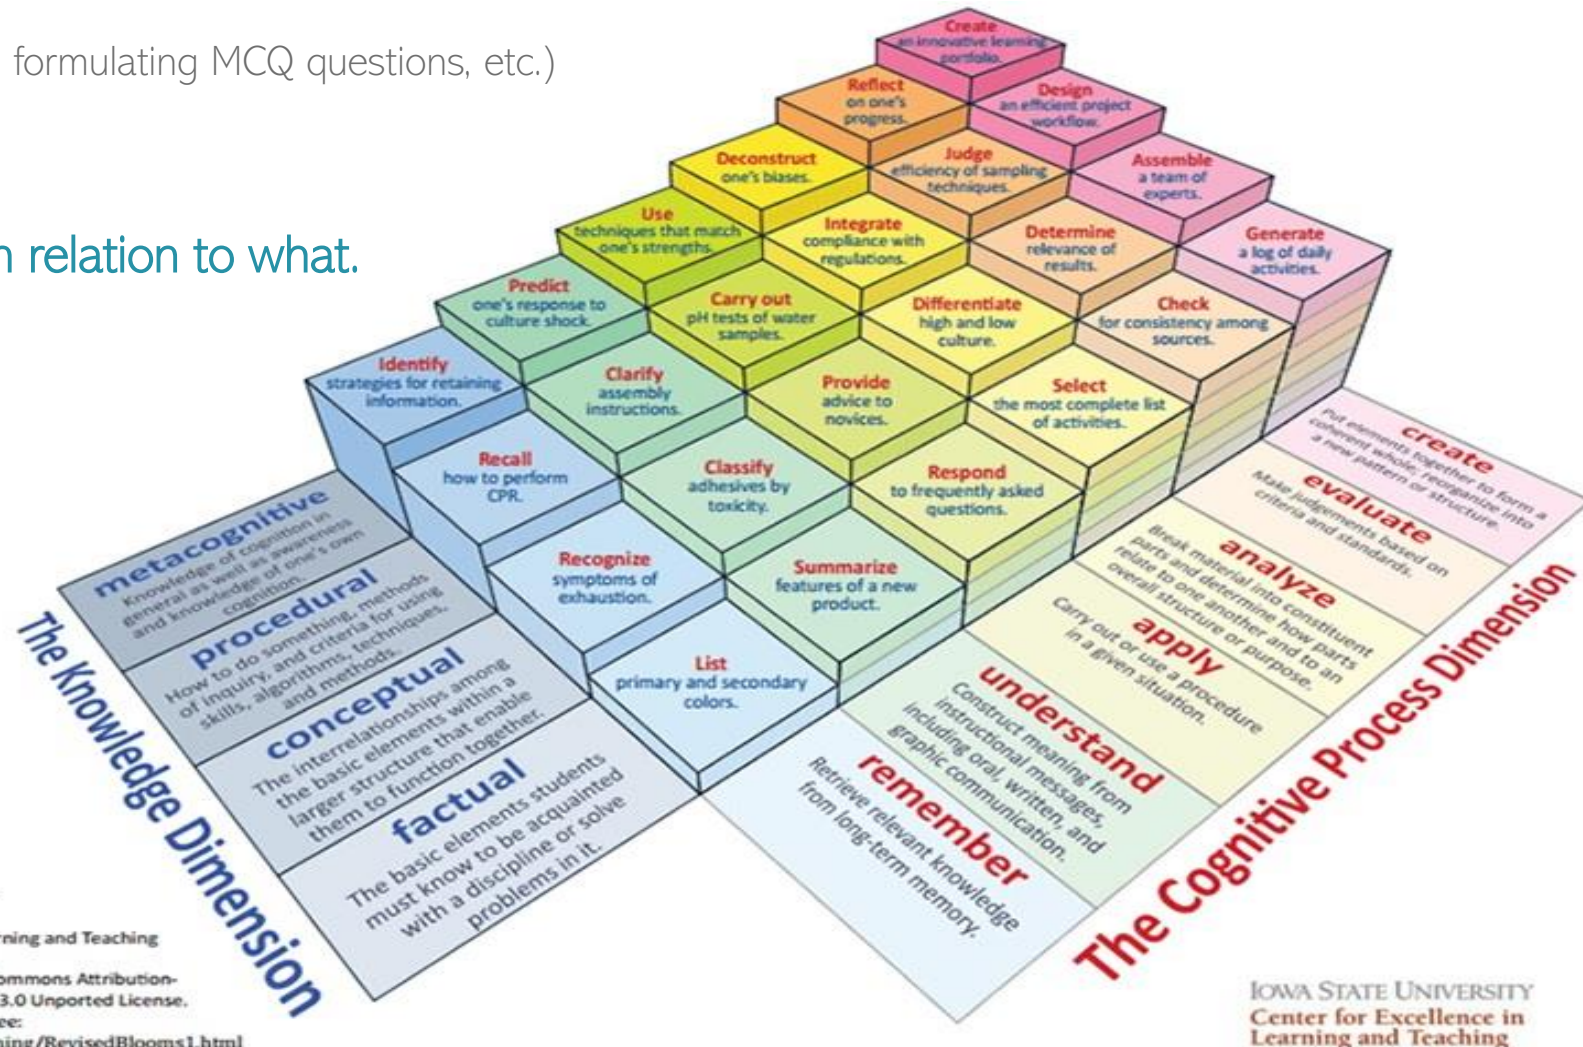 formulating MCQ questions, etc.)
n relation to what.
Create
an innovative learning
portfolio.
Reflect
on one's
progress.
Design
an efficient project
workflow.
Deconstruct
one's biases.
Judge
efficiency of sampling
techniques.
Assemble
a team of
experts.
Use
techniques that match
one's strengths.
Integrate
compliance with
regulations.
Determine
relevance of
results.
Generate
a log of daily
activities.
Predict
one's response to
culture shock.
Carry out
pH tests of water
samples.
Differentiate
high and low
culture.
Check
for consistency among
sources.
Identify
strategies for retaining
information.
Clarify
assembly
instructions.
Provide
advice to
novices.
Select
the most complete list
of activities.
Recall
how to perform
CPR.
Classify
adhesives by
toxicity.
Respond
to frequently asked
questions.
Recognize
symptoms of
exhaustion.
Summarize
features of a new
product.
List
primary and secondary
colors.
metacognitive
Knowledge of cognition in
general as well as awareness
and knowledge of one's own
cognition.
procedural
How to do something, methods
of inquiry, and criteria for using
skills, algorithms, techniques,
and methods.
conceptual
The interrelationships among
the basic elements within a
larger structure that enable
them to function together.
factual
The basic elements students
must know to be acquainted
with a discipline or solve
problems in it.
The Knowledge Dimension
create
Put elements together to form a
coherent whole; reorganize into
a new pattern or structure.
evaluate
Make judgements based on
criteria and standards.
analyze
Break material into constituent
parts and determine how parts
relate to one another and to an
overall structure or purpose.
apply
Carry out or use a procedure
in a given situation.
understand
Construct meaning from
instructional messages,
including oral, written, and
graphic communication.
remember
Retrieve relevant knowledge
from long-term memory.
The Cognitive Process Dimension
rning and Teaching
ommons Attribution-
3.0 Unported License.
ee:
ning/RevisedBlooms1.html
IOWA STATE UNIVERSITY
Center for Excellence in
Learning and Teaching